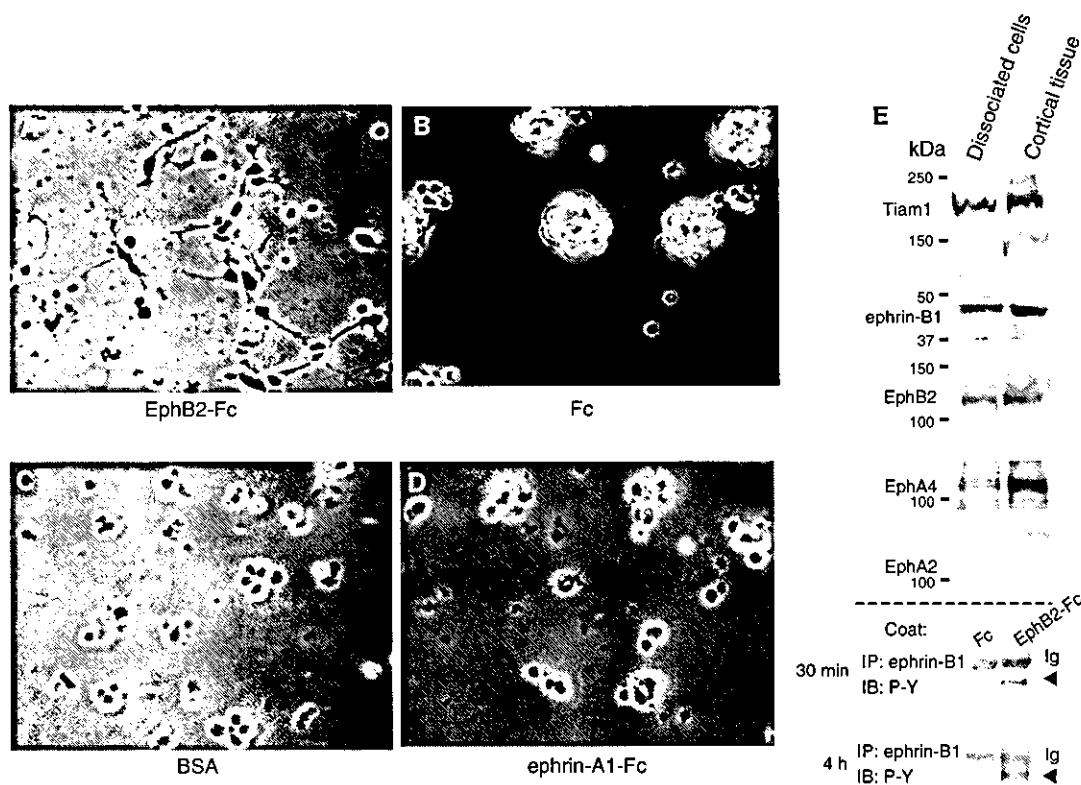 EphB2-Fc
B
Fc
C
BSA
D
ephrin-A1-Fc
E
Dissociated cells
Cortical tissue
kDa
250
Tiam1
150
50
ephrin-B1
37
150
EphB2
100
EphA4
100
EphA2
100
Coat: Fc EphB2-Fc
30 min
IP: ephrin-B1 Ig
IB: P-Y
4 h
IP: ephrin-B1 Ig
IB: P-Y